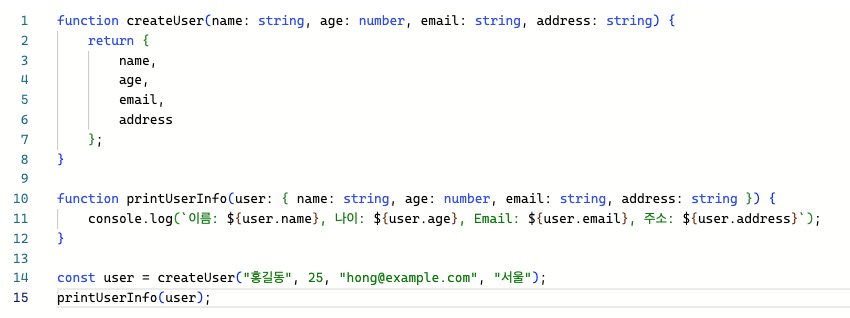 1 function createUser(name: string, age: number, email: string, address: string) {
2     return {
3         name,
4         age,
5         email,
6         address
7     };
8 }
9
10 function printUserInfo(user: { name: string, age: number, email: string, address: string }) {
11     console.log(`이름: ${user.name}, 나이: ${user.age}, Email: ${user.email}, 주소: ${user.address}`);
12 }
13
14 const user = createUser("홍길동", 25, "hong@example.com", "서울");
15 printUserInfo(user);